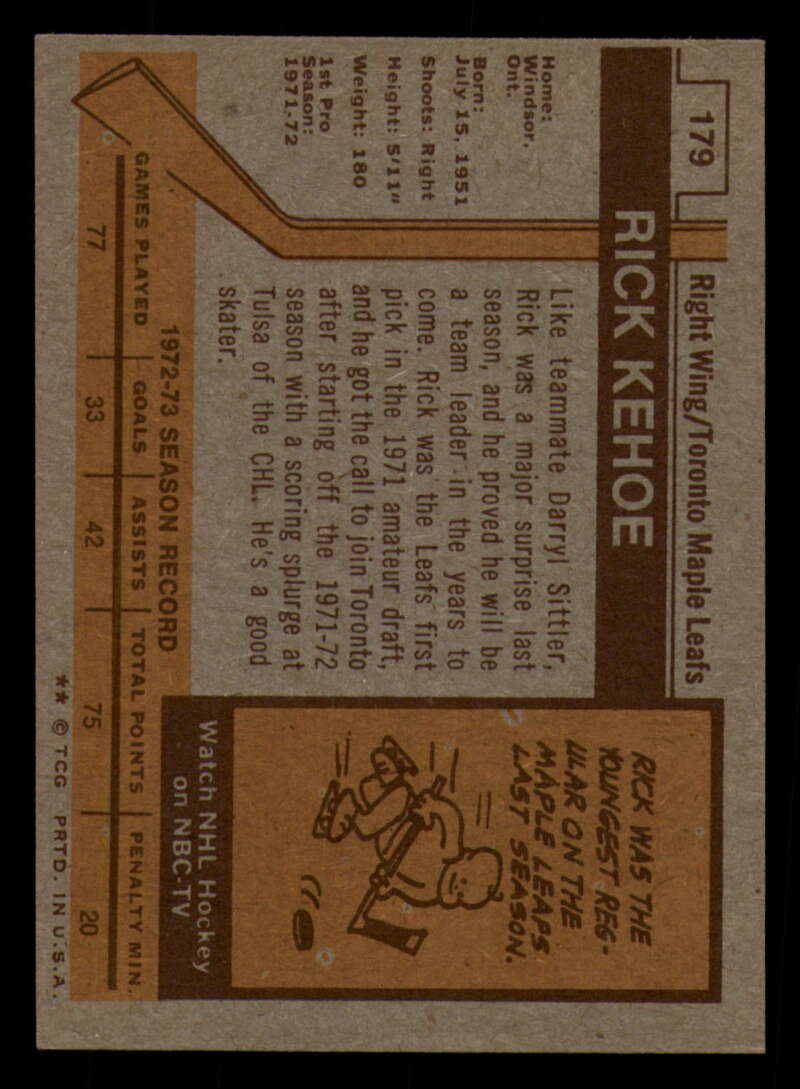 179
Right Wing/Toronto Maple Leafs
RICK KEHOE
Home:
Windsor,
Ont.
Born:
July 15, 1951
Shoots: Right
Height: 5'11"
Weight: 180
1st Pro
Season:
1971-72
Like teammate Darryl Sittler,
Rick was a major surprise last
season, and he proved he will be
a team leader in the years to
come. Rick was the Leafs first
pick in the 1971 amateur draft,
and he got the call to join Toronto
after starting off the 1971-72
season with a scoring splurge at
Tulsa of the CHL. He's a good
skater.
RICK WAS THE
YOUNGEST REG-
ULAR ON THE
MAPLE LEAFS
LAST SEASON.
Watch NHL Hockey
on NBC-TV
1972-73 SEASON RECORD
GAMES PLAYED GOALS ASSISTS TOTAL POINTS PENALTY MIN.
77 33 42 75 20
** © TCG PRTD. IN U.S.A.